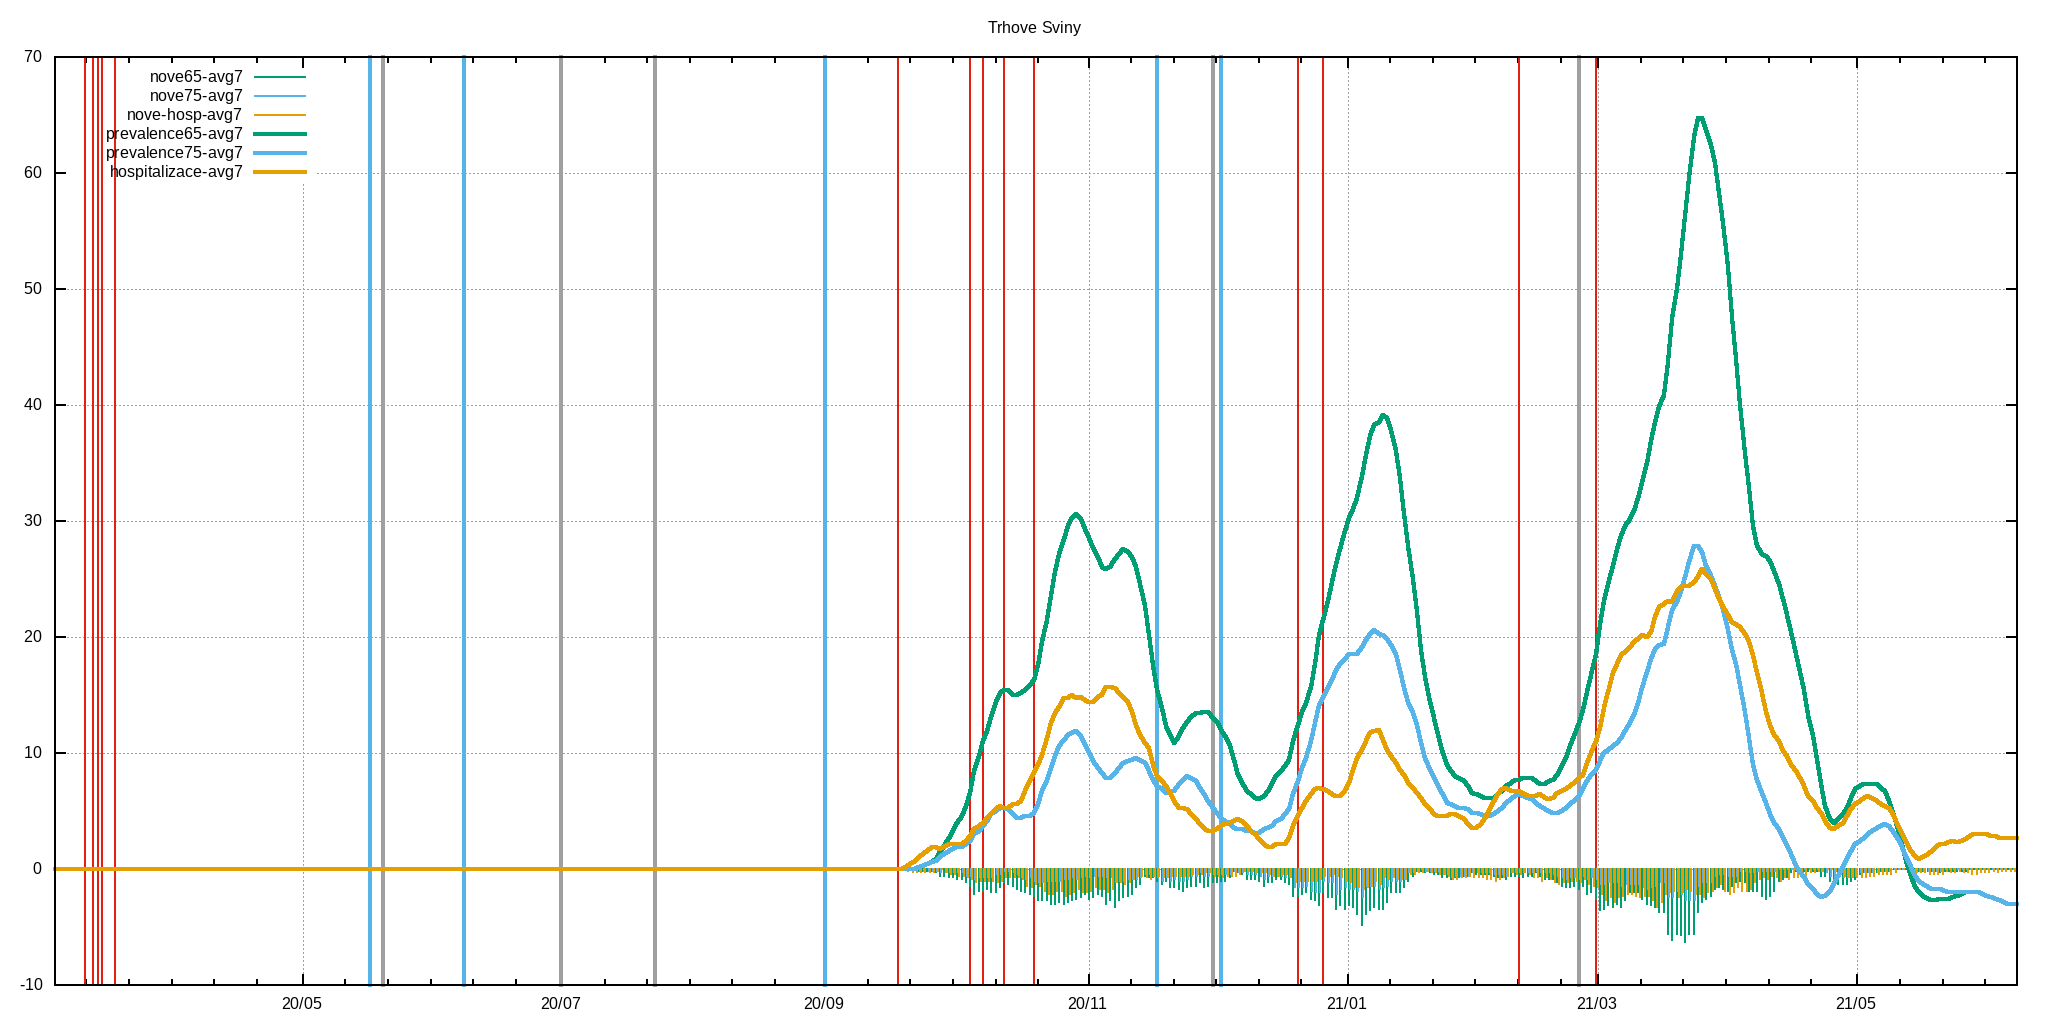 Trhove Sviny
70
60
50
40
30
20
10
0
-10
nove65-avg7
nove75-avg7
nove-hosp-avg7
prevalence65-avg7
prevalence75-avg7
hospitalizace-avg7
20/05 20/07 20/09 20/11 21/01 21/03 21/05